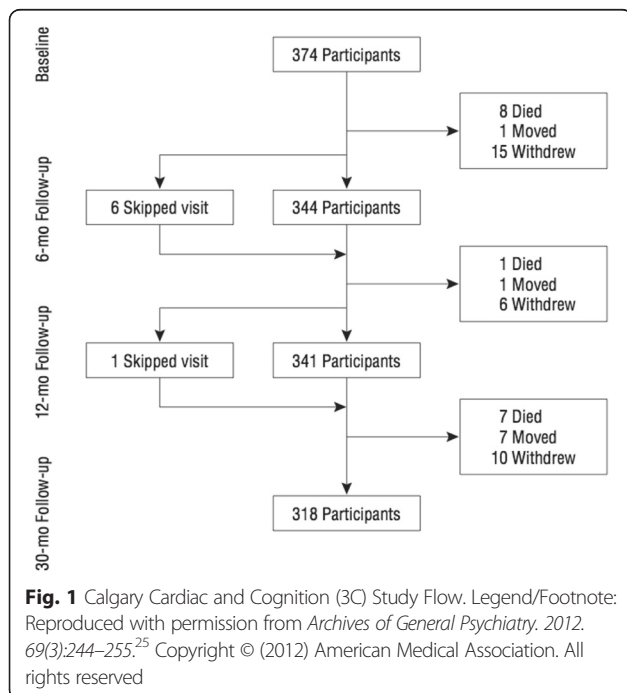 Baseline
374 Participants
8 Died
1 Moved
15 Withdrew
6-mo Follow-up
6 Skipped visit
344 Participants
1 Died
1 Moved
6 Withdrew
12-mo Follow-up
1 Skipped visit
341 Participants
7 Died
7 Moved
10 Withdrew
30-mo Follow-up
318 Participants
Fig. 1 Calgary Cardiac and Cognition (3C) Study Flow. Legend/Footnote:
Reproduced with permission from Archives of General Psychiatry. 2012.
69(3):244–255.25 Copyright © (2012) American Medical Association. All
rights reserved